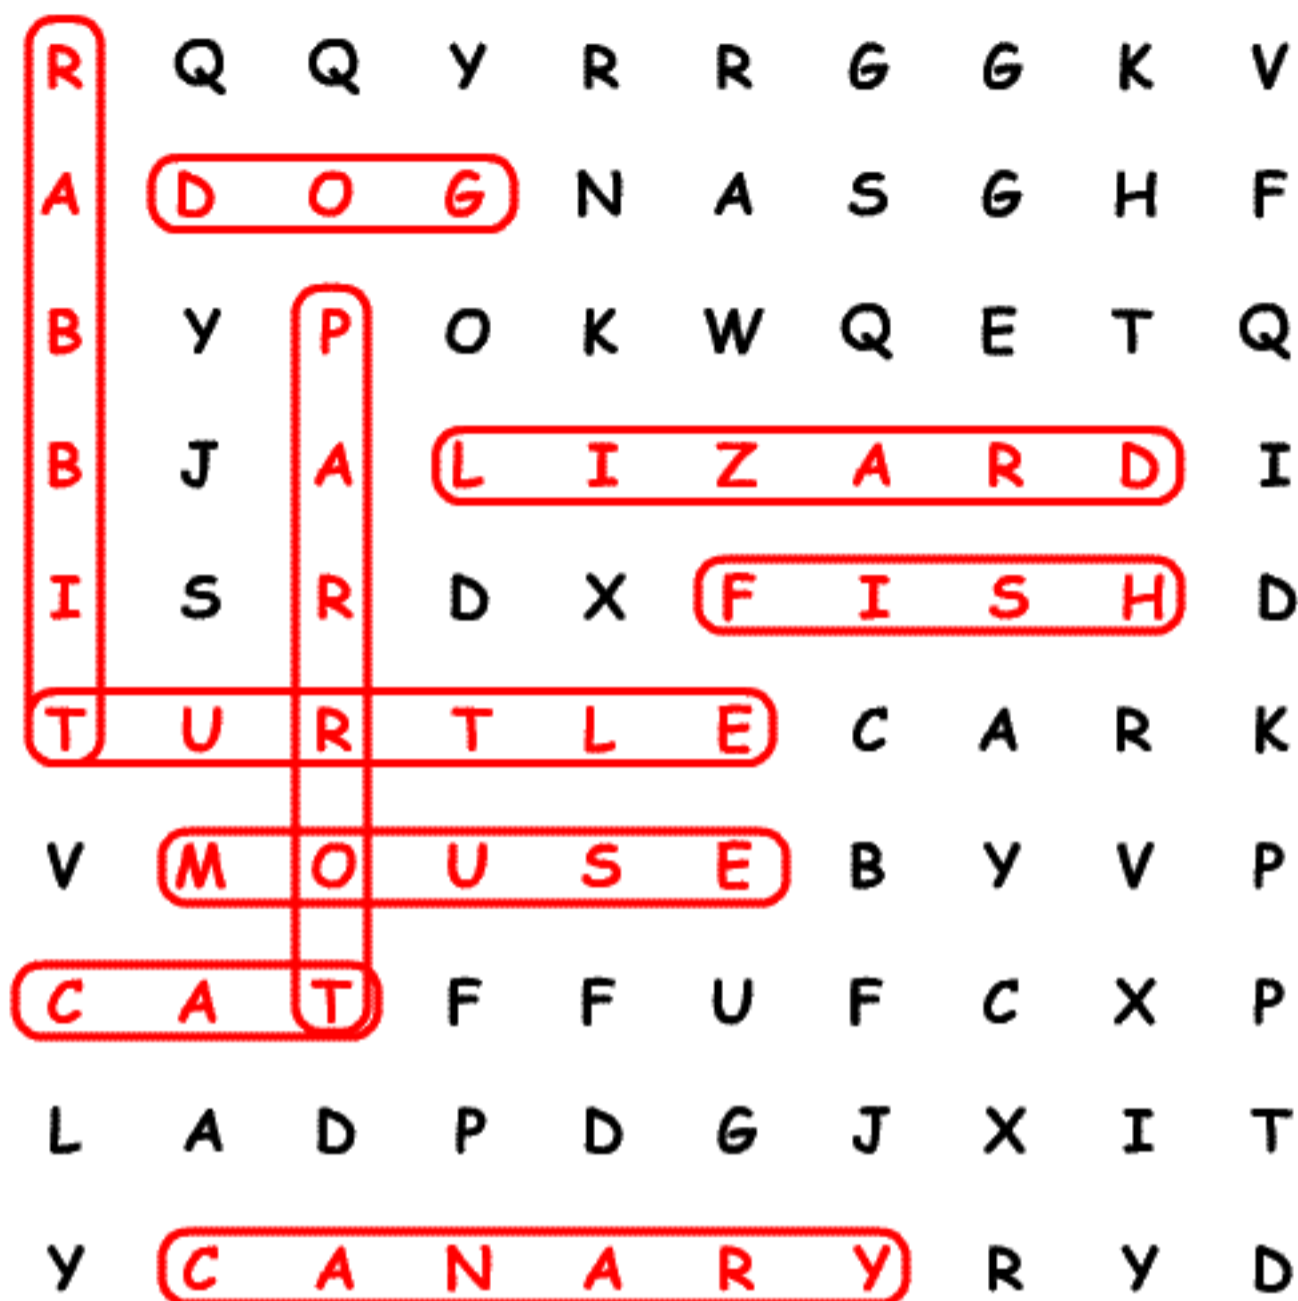 R Q Q Y R R G G K V
A D O G N A S G H F
B Y P O K W Q E T Q
B J A L I Z A R D I
I S R D X F I S H D
T U R T L E C A R K
V M O U S E B Y V P
C A T F F U F C X P
L A D P D G J X I T
Y C A N A R Y R Y D